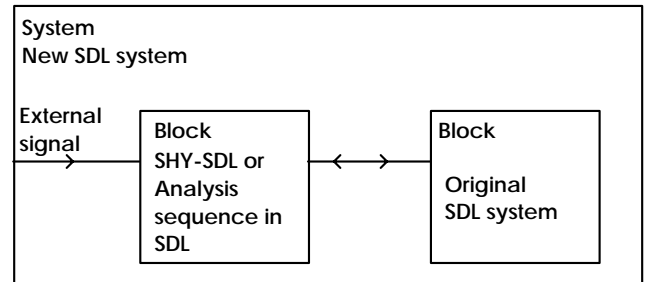 System
New SDL system
External
signal
Block
SHY-SDL or
Analysis
sequence in
SDL
Block
Original
SDL system